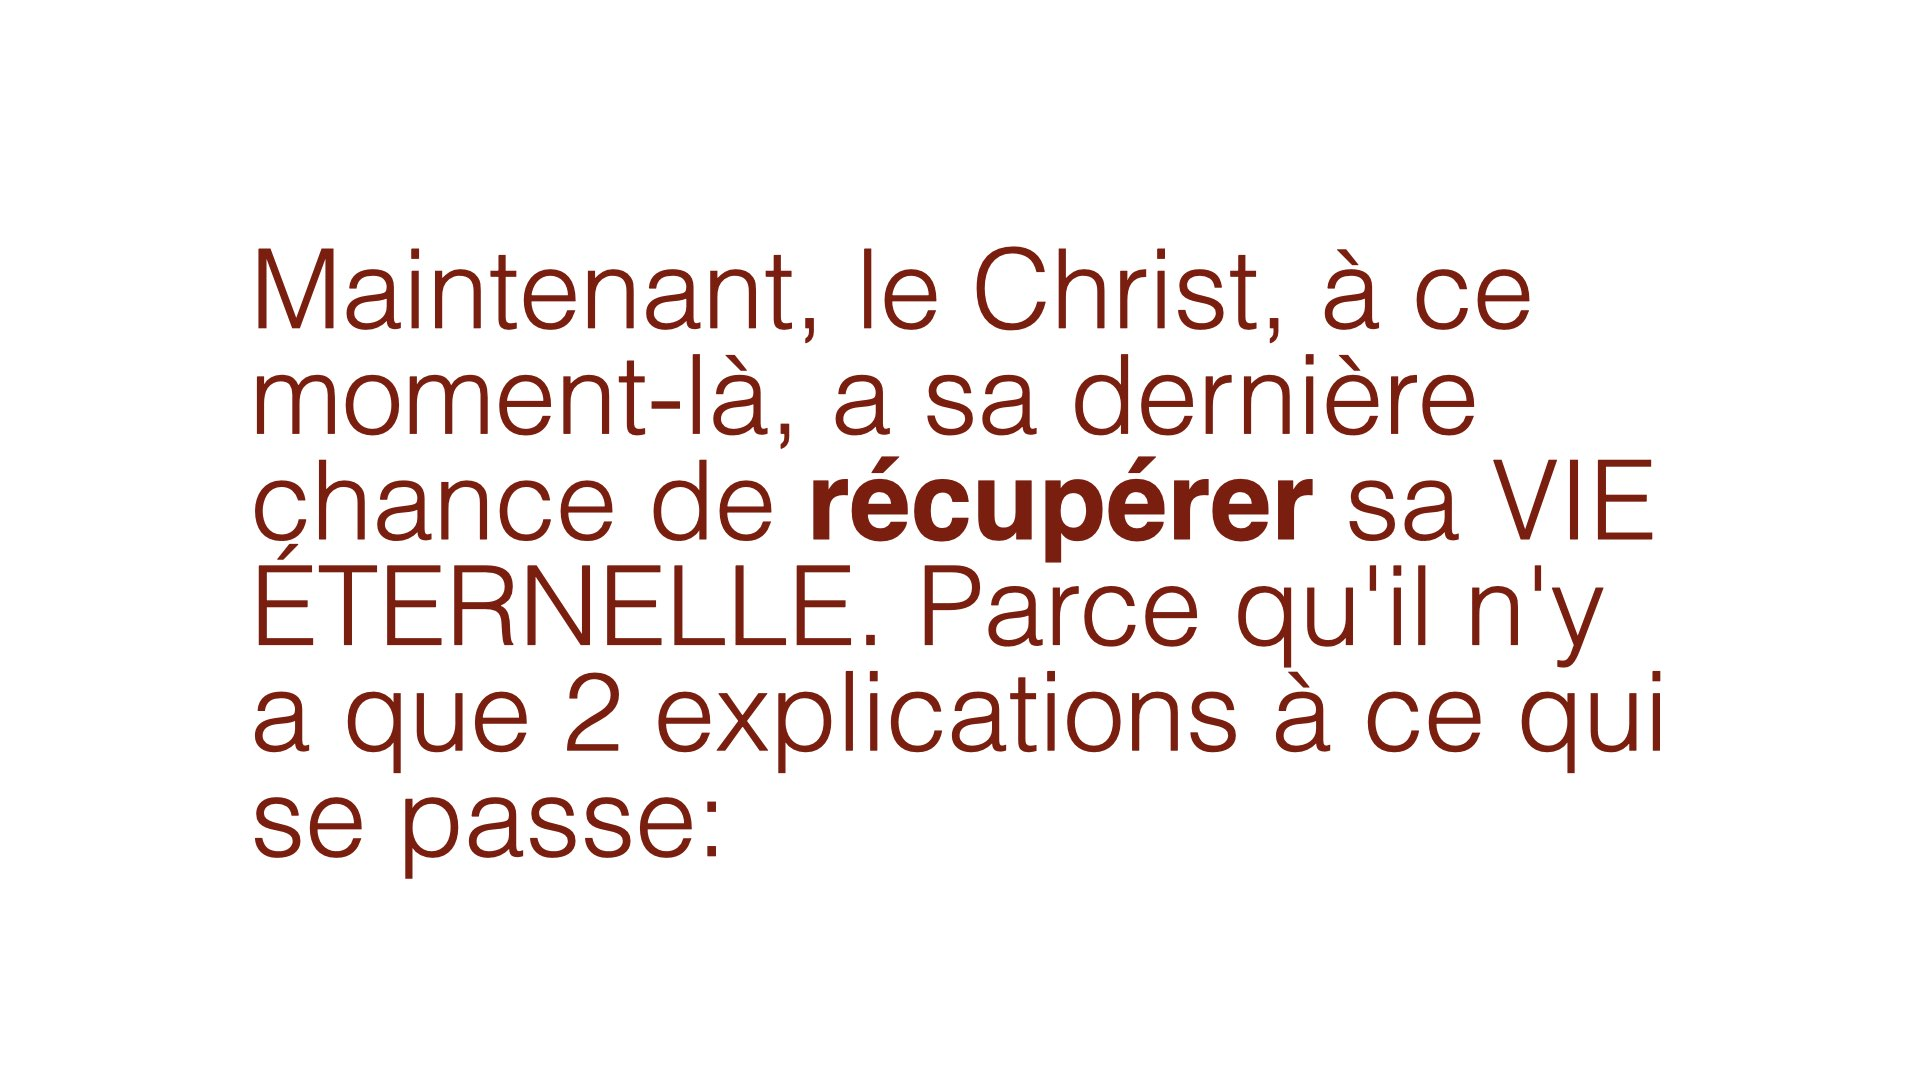 Maintenant, le Christ, à ce
moment-là, a sa dernière
chance de récupérer sa VIE
ÉTERNELLE. Parce qu'il n'y
a que 2 explications à ce qui
se passe: